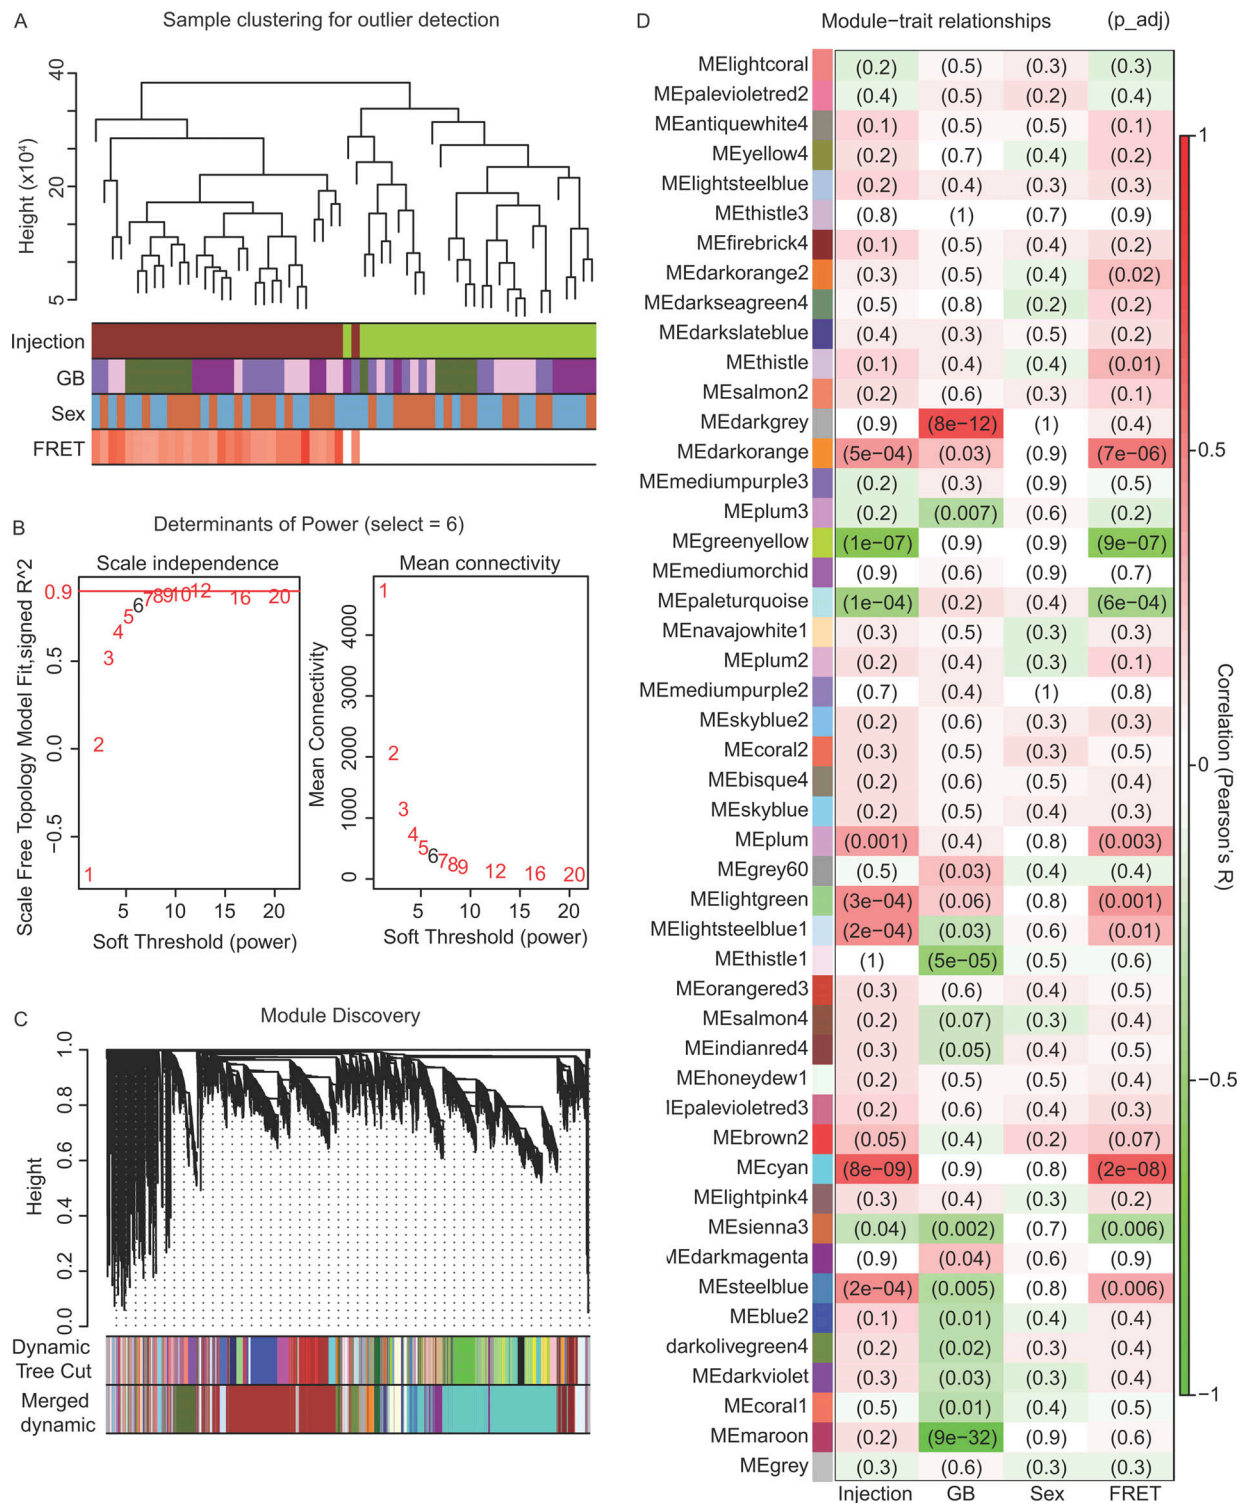 A
Sample clustering for outlier detection
Height (x10⁴)
40
20
5
Injection
GB
Sex
FRET
B
Determinants of Power (select = 6)
Scale independence
Scale Free Topology Model Fit,signed R^2
0.9
0.5
0.0
−0.5
1
2
3
4
5
6
7
8
9
10
12
16
20
5 10 15 20
Soft Threshold (power)
Mean connectivity
Mean Connectivity
4000
3000
2000
1000
0
1
2
3
4
5
6
7
8
9
12
16
20
5 10 15 20
Soft Threshold (power)
C
Module Discovery
Height
1.0
0.8
0.6
0.4
0.2
0.0
Dynamic
Tree Cut
Merged
dynamic
D
Module−trait relationships (p_adj)
MElightcoral (0.2) (0.5) (0.3) (0.3)
MEpalevioletred2 (0.4) (0.5) (0.2) (0.4)
MEantiquewhite4 (0.1) (0.5) (0.5) (0.1)
MEyellow4 (0.2) (0.7) (0.4) (0.2)
MElightsteelblue (0.2) (0.4) (0.3) (0.3)
MEthistle3 (0.8) (1) (0.7) (0.9)
MEfirebrick4 (0.1) (0.5) (0.4) (0.2)
MEdarkorange2 (0.3) (0.5) (0.4) (0.02)
MEdarkseagreen4 (0.5) (0.8) (0.2) (0.2)
MEdarkslateblue (0.4) (0.3) (0.5) (0.2)
MEthistle (0.1) (0.4) (0.4) (0.01)
MEsalmon2 (0.2) (0.6) (0.3) (0.1)
MEdarkgrey (0.9) (8e−12) (1) (0.4)
MEdarkorange (5e−04) (0.03) (0.9) (7e−06)
MEmediumpurple3 (0.2) (0.3) (0.9) (0.5)
MEplum3 (0.2) (0.007) (0.6) (0.2)
MEgreenyellow (1e−07) (0.9) (0.9) (9e−07)
MEmediumorchid (0.9) (0.6) (0.9) (0.7)
MEpaleturquoise (1e−04) (0.2) (0.4) (6e−04)
MEnavajowhite1 (0.3) (0.5) (0.3) (0.3)
MEplum2 (0.2) (0.4) (0.3) (0.1)
MEmediumpurple2 (0.7) (0.4) (1) (0.8)
MEskyblue2 (0.2) (0.6) (0.3) (0.3)
MEcoral2 (0.3) (0.5) (0.3) (0.5)
MEbisque4 (0.2) (0.6) (0.5) (0.4)
MEskyblue (0.2) (0.5) (0.4) (0.3)
MEplum (0.001) (0.4) (0.8) (0.003)
MEgrey60 (0.5) (0.03) (0.4) (0.4)
MElightgreen (3e−04) (0.06) (0.8) (0.001)
MElightsteelblue1 (2e−04) (0.03) (0.6) (0.01)
MEthistle1 (1) (5e−05) (0.5) (0.6)
MEorangered3 (0.3) (0.6) (0.4) (0.5)
MEsalmon4 (0.2) (0.07) (0.3) (0.4)
MEindianred4 (0.3) (0.05) (0.4) (0.5)
MEhoneydew1 (0.2) (0.5) (0.5) (0.4)
IEpalevioletred3 (0.2) (0.6) (0.4) (0.3)
MEbrown2 (0.05) (0.4) (0.2) (0.07)
MEcyan (8e−09) (0.9) (0.8) (2e−08)
MElightpink4 (0.3) (0.4) (0.3) (0.2)
MEsienna3 (0.04) (0.002) (0.7) (0.006)
MEdarkmagenta (0.9) (0.04) (0.6) (0.9)
MEsteelblue (2e−04) (0.005) (0.8) (0.006)
MEblue2 (0.1) (0.01) (0.4) (0.4)
darkolivegreen4 (0.2) (0.02) (0.3) (0.4)
MEdarkviolet (0.3) (0.03) (0.3) (0.4)
MEcoral1 (0.5) (0.01) (0.4) (0.5)
MEmaroon (0.2) (9e−32) (0.9) (0.6)
MEgrey (0.3) (0.6) (0.3) (0.3)
Injection GB Sex FRET
1
0.5
0
−0.5
−1
Correlation (Pearson's R)